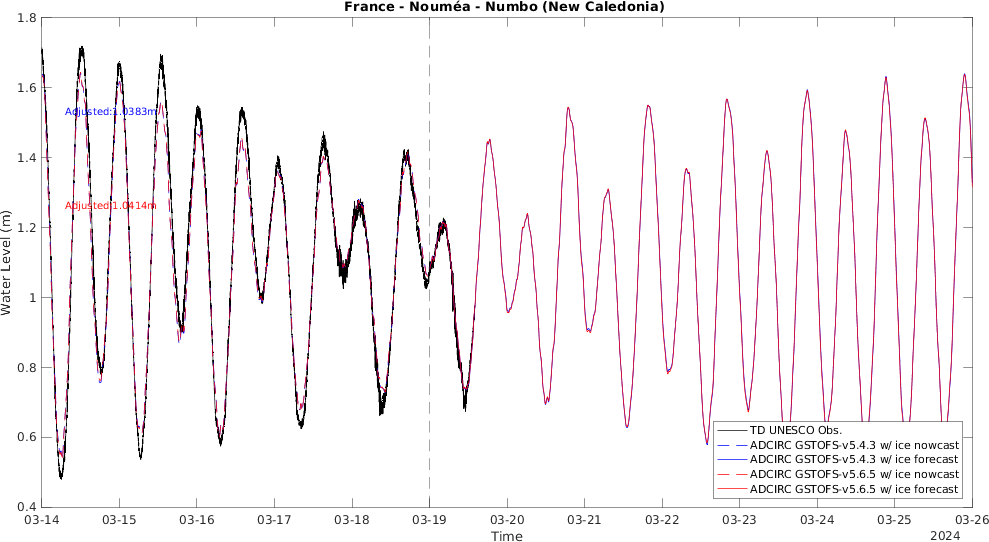 France - Nouméa - Numbo (New Caledonia)
1.8
1.6
1.4
1.2
1
0.8
0.6
0.4
Water Level (m)
Adjusted:1.0383m
Adjusted:1.0414m
TD UNESCO Obs.
ADCIRC GSTOFS-v5.4.3 w/ ice nowcast
ADCIRC GSTOFS-v5.4.3 w/ ice forecast
ADCIRC GSTOFS-v5.6.5 w/ ice nowcast
ADCIRC GSTOFS-v5.6.5 w/ ice forecast
03-14 03-15 03-16 03-17 03-18 03-19 03-20 03-21 03-22 03-23 03-24 03-25 03-26
Time
2024